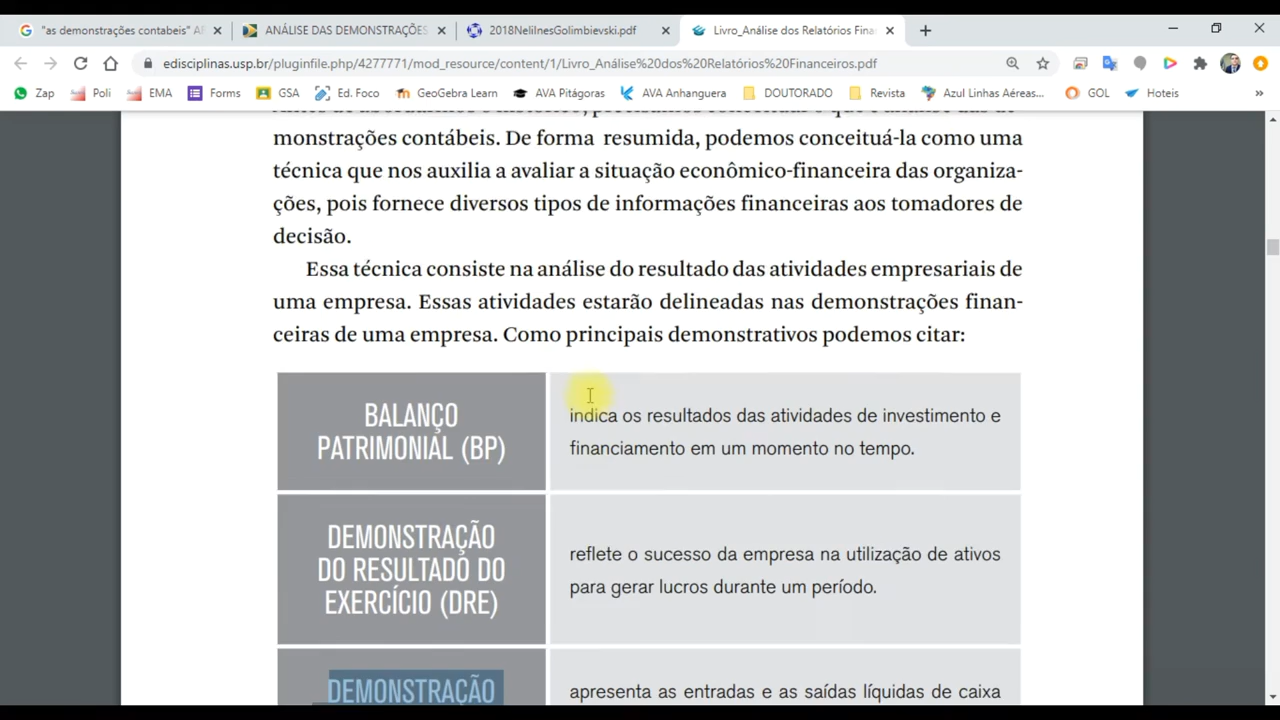 "as demonstrações contabeis" AE
ANÁLISE DAS DEMONSTRAÇÕES
2018NeliInesGolimbievski.pdf
Livro_Análise dos Relatórios Fina
edisciplinas.usp.br/pluginfile.php/4277771/mod_resource/content/1/Livro_Análise%20dos%20Relatórios%20Financeiros.pdf
Zap
Poli
EMA
Forms
GSA
Ed. Foco
GeoGebra Learn
AVA Pitágoras
AVA Anhanguera
DOUTORADO
Revista
Azul Linhas Aéreas...
GOL
Hoteis
»
monstrações contábeis. De forma resumida, podemos conceituá-la como uma
técnica que nos auxilia a avaliar a situação econômico-financeira das organiza-
ções, pois fornece diversos tipos de informações financeiras aos tomadores de
decisão.
Essa técnica consiste na análise do resultado das atividades empresariais de
uma empresa. Essas atividades estarão delineadas nas demonstrações finan-
ceiras de uma empresa. Como principais demonstrativos podemos citar:
BALANÇO
PATRIMONIAL (BP)
indica os resultados das atividades de investimento e
financiamento em um momento no tempo.
DEMONSTRAÇÃO
DO RESULTADO DO
EXERCÍCIO (DRE)
reflete o sucesso da empresa na utilização de ativos
para gerar lucros durante um período.
DEMONSTRAÇÃO
apresenta as entradas e as saídas líquidas de caixa